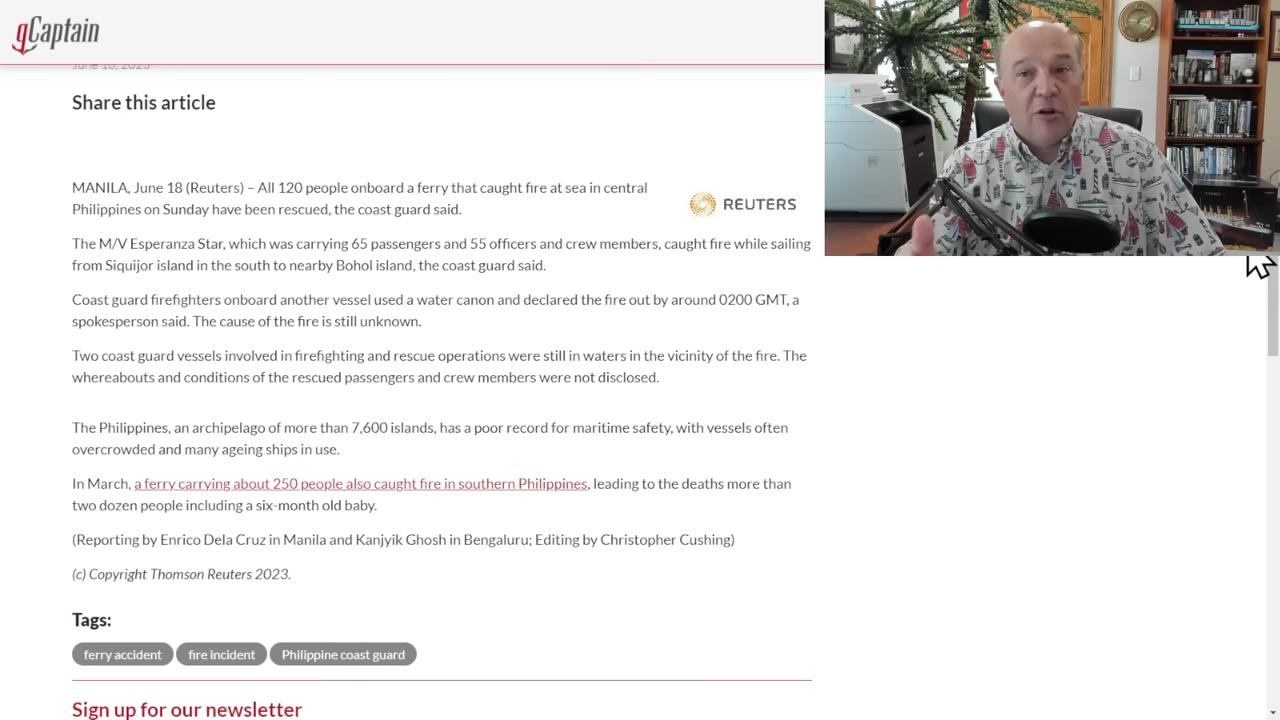 gCaptain
June 18, 2023
Share this article
MANILA, June 18 (Reuters) – All 120 people onboard a ferry that caught fire at sea in central
Philippines on Sunday have been rescued, the coast guard said.
REUTERS
The M/V Esperanza Star, which was carrying 65 passengers and 55 officers and crew members, caught fire while sailing
from Siquijor island in the south to nearby Bohol island, the coast guard said.
Coast guard firefighters onboard another vessel used a water canon and declared the fire out by around 0200 GMT, a
spokesperson said. The cause of the fire is still unknown.
Two coast guard vessels involved in firefighting and rescue operations were still in waters in the vicinity of the fire. The
whereabouts and conditions of the rescued passengers and crew members were not disclosed.
The Philippines, an archipelago of more than 7,600 islands, has a poor record for maritime safety, with vessels often
overcrowded and many ageing ships in use.
In March, a ferry carrying about 250 people also caught fire in southern Philippines, leading to the deaths more than
two dozen people including a six-month old baby.
(Reporting by Enrico Dela Cruz in Manila and Kanjyik Ghosh in Bengaluru; Editing by Christopher Cushing)
(c) Copyright Thomson Reuters 2023.
Tags:
ferry accident fire incident Philippine coast guard
Sign up for our newsletter